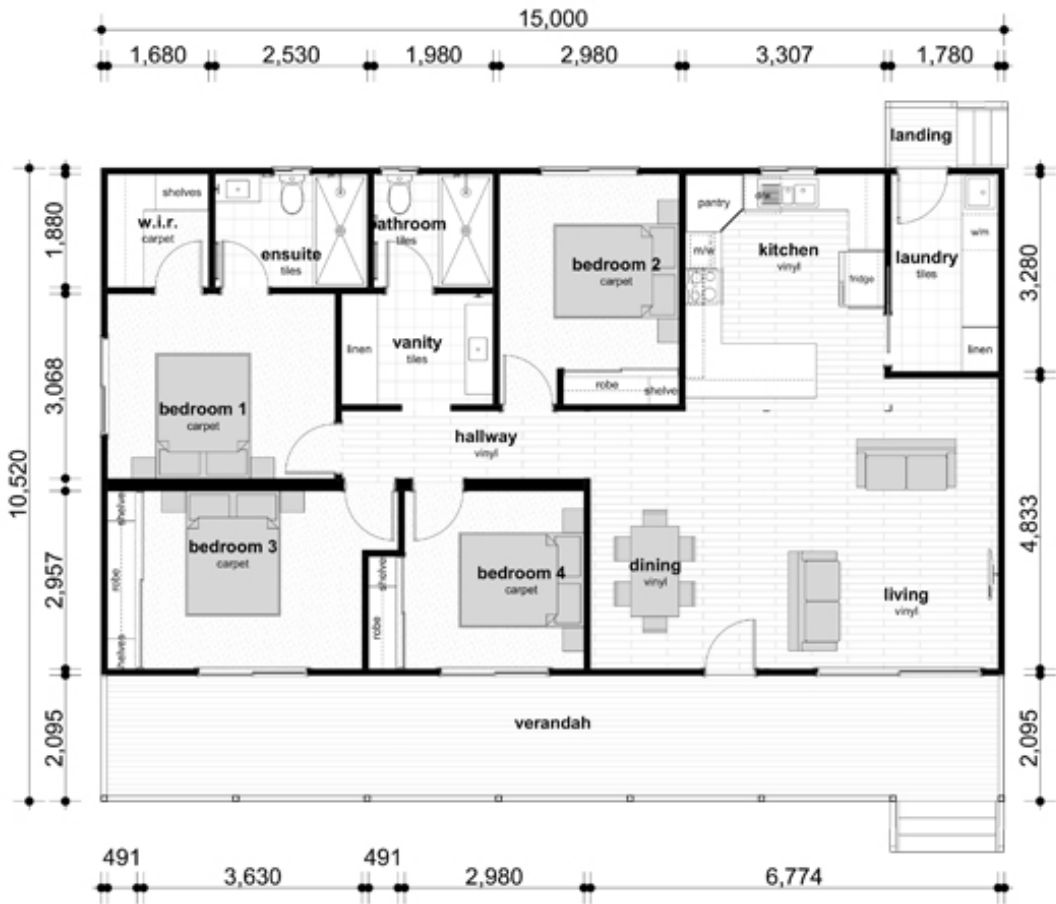 15,000
1,680 2,530 1,980 2,980 3,307 1,780
landing
shelves
pantry
w.i.r.
carpet
bathroom
tiles
w/m
1,880
ensuite
tiles
m/w
kitchen
vinyl
bedroom 2
carpet
laundry
tiles
3,280
fridge
linen
vanity
tiles
linen
3,068
robe
shelve
bedroom 1
carpet
hallway
vinyl
10,520
shelves
bedroom 3
carpet
4,833
2,957
robe
shelve
bedroom 4
carpet
dining
vinyl
living
vinyl
robe
shelves
verandah
2,095
2,095
491 491
3,630 2,980 6,774